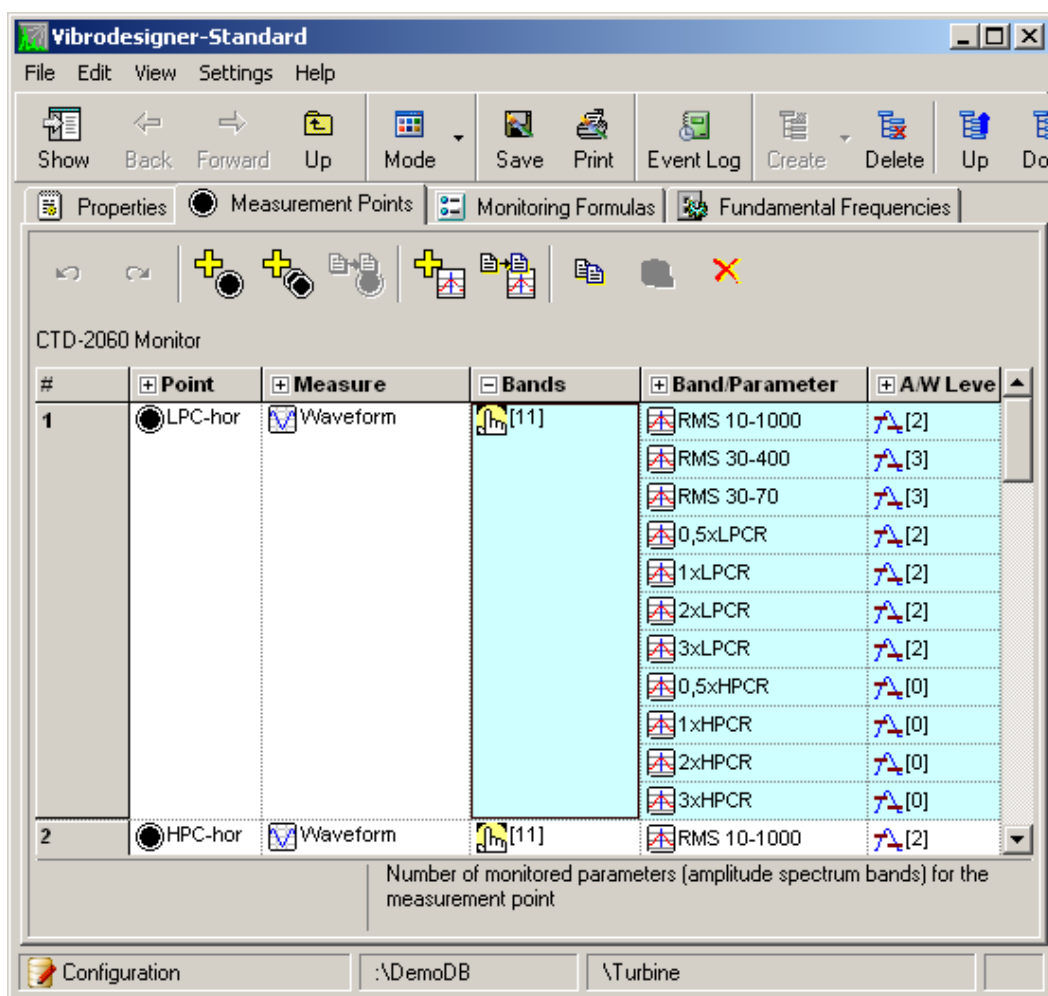 Vibrodesigner-Standard
File Edit View Settings Help
Show Back Forward Up Mode Save Print Event Log Create Delete Up Do
Properties Measurement Points Monitoring Formulas Fundamental Frequencies
CTD-2060 Monitor
# Point Measure Bands Band/Parameter A/W Leve
1 LPC-hor Waveform [11] RMS 10-1000 [2]
RMS 30-400 [3]
RMS 30-70 [3]
0,5xLPCR [2]
1xLPCR [2]
2xLPCR [2]
3xLPCR [2]
0,5xHPCR [0]
1xHPCR [0]
2xHPCR [0]
3xHPCR [0]
2 HPC-hor Waveform [11] RMS 10-1000 [2]
Number of monitored parameters (amplitude spectrum bands) for the
measurement point
Configuration :\DemoDB \Turbine